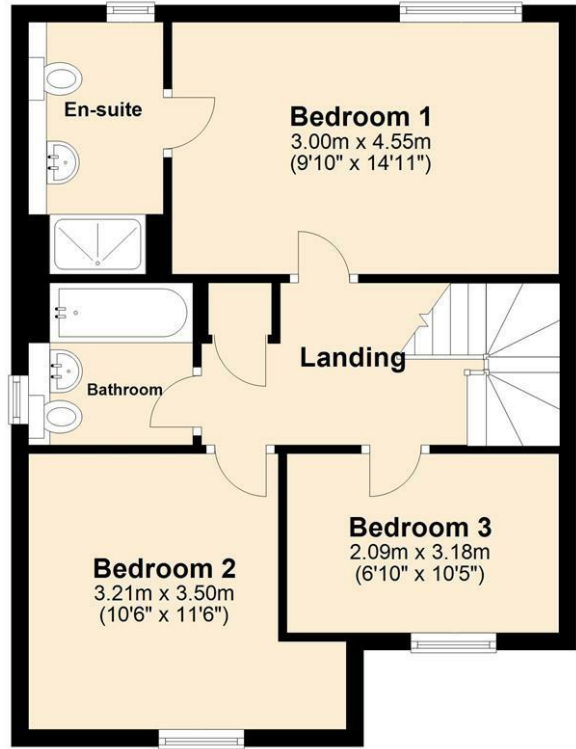 En-suite
Bedroom 1
3.00m x 4.55m
(9'10" x 14'11")
Landing
Bathroom
Bedroom 2
3.21m x 3.50m
(10'6" x 11'6")
Bedroom 3
2.09m x 3.18m
(6'10" x 10'5")